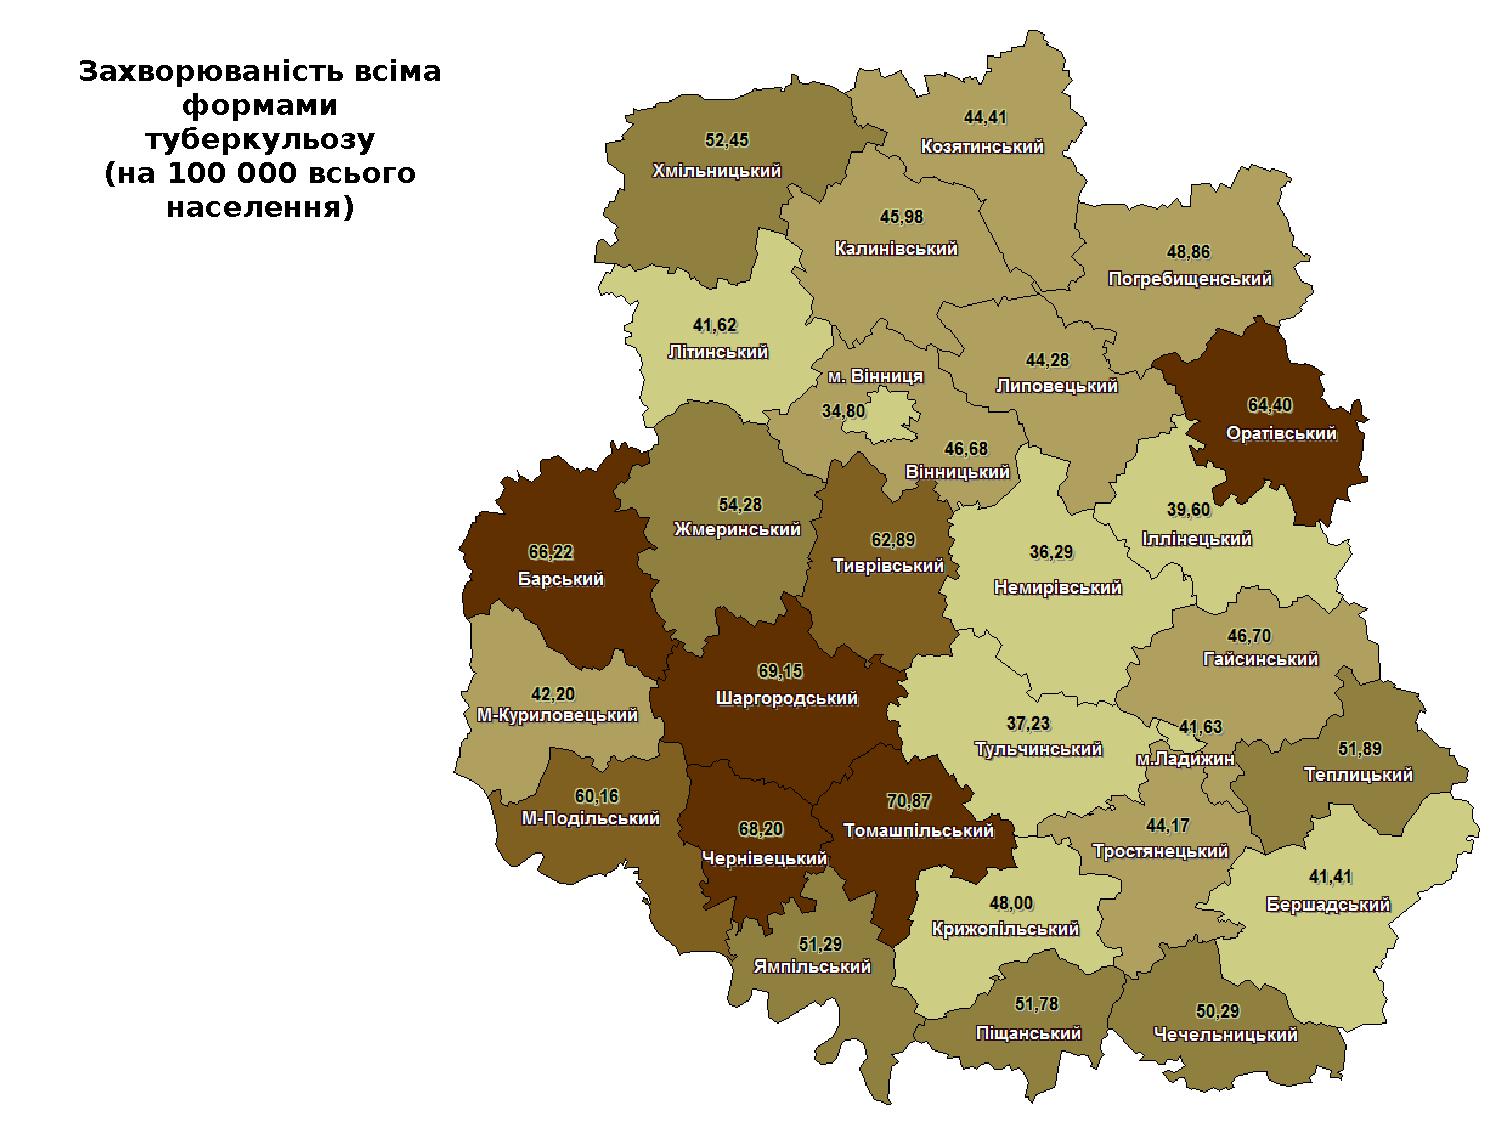 Захворюваність всіма
формами
туберкульозу
(на 100 000 всього
населення)
44,41
Козятинський
52,45
Хмільницький
45,98
Калинівський
48,86
Погребищенський
41,62
Літинський
44,28
Липовецький
м. Вінниця
34,80
64,40
Оратівський
46,68
Вінницький
54,28
Жмеринський
39,60
Іллінецький
62,89
Тиврівський
36,29
Немирівський
66,22
Барський
46,70
Гайсинський
69,15
Шаргородський
42,20
М-Куриловецький
37,23
Тульчинський
41,63
м.Ладижин
51,89
Теплицький
60,16
М-Подільський
70,87
Томашпільський
68,20
Чернівецький
44,17
Тростянецький
41,41
Бершадський
48,00
Крижопільський
51,29
Ямпільський
51,78
Піщанський
50,29
Чечельницький